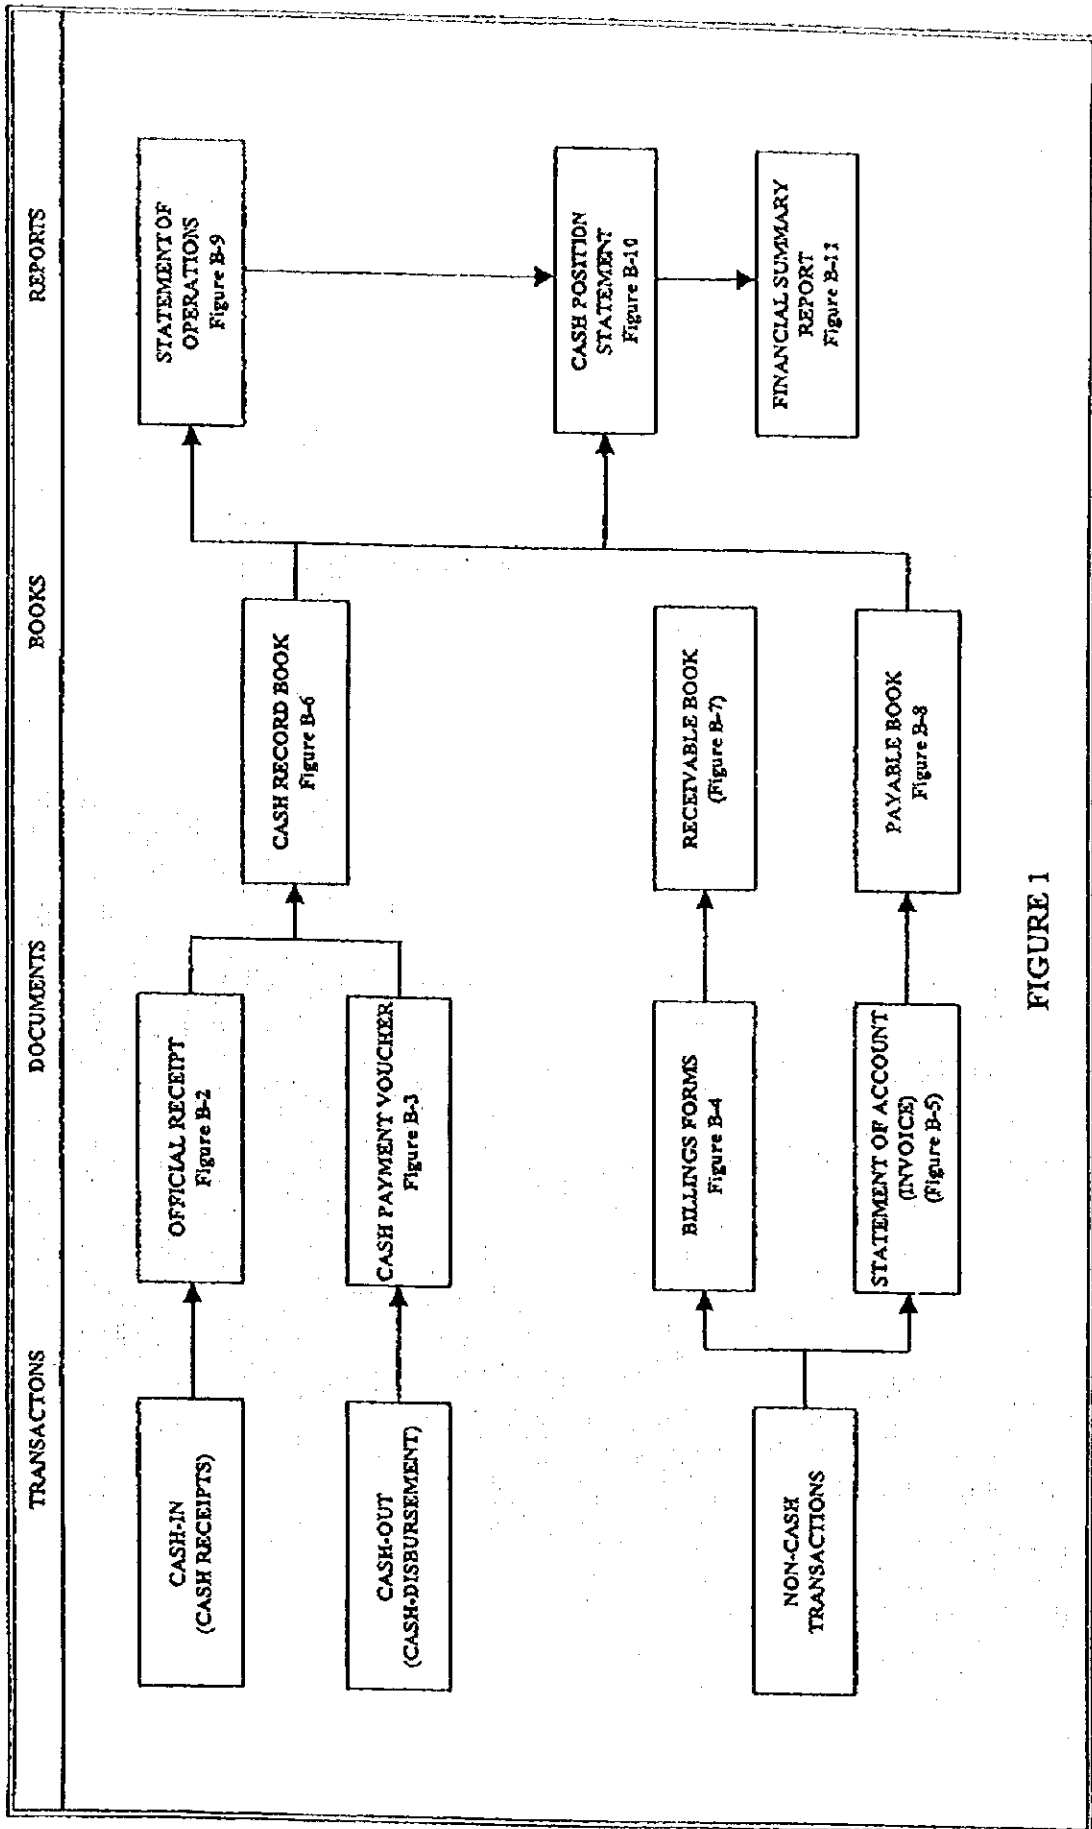 TRANSACTONS
DOCUMENTS
BOOKS
REPORTS
CASH-IN
(CASH RECEIPTS)
OFFICIAL RECEIPT
Figure B-2
STATEMENT OF
OPERATIONS
Figure B-9
CASH RECORD BOOK
Figure B-6
CASH-OUT
(CASH-DISBURSEMENT)
CASH PAYMENT VOUCHER
Figure B-3
CASH POSITION
STATEMENT
Figure B-10
BILLINGS FORMS
Figure B-4
RECEIVABLE BOOK
(Figure B-7)
NON-CASH
TRANSACTIONS
FINANCIAL SUMMARY
REPORT
Figure B-11
STATEMENT OF ACCOUNT
(INVOICE)
(Figure B-5)
PAYABLE BOOK
Figure B-8
FIGURE 1